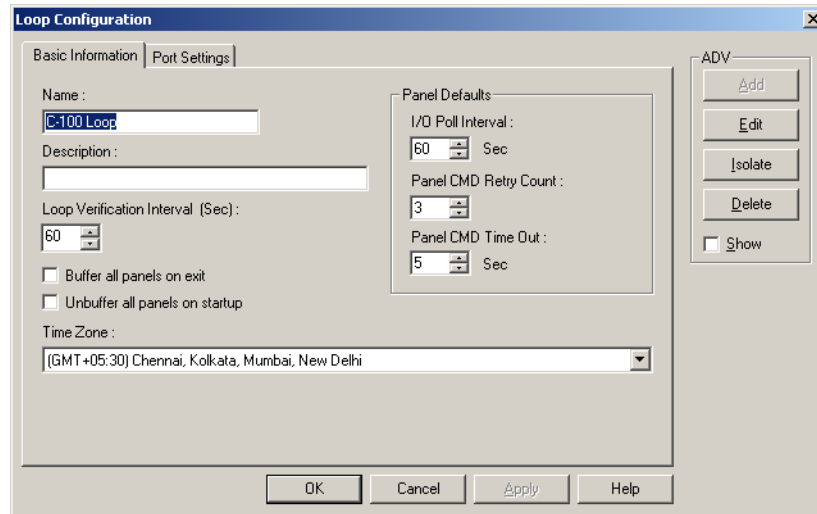 Loop Configuration
Basic Information
Port Settings
Name :
C-100 Loop
Description :
Loop Verification Interval (Sec) :
60
Buffer all panels on exit
Unbuffer all panels on startup
Time Zone :
(GMT+05:30) Chennai, Kolkata, Mumbai, New Delhi
Panel Defaults
I/O Poll Interval :
60 Sec
Panel CMD Retry Count :
3
Panel CMD Time Out :
5 Sec
ADV
Add
Edit
Isolate
Delete
Show
OK
Cancel
Apply
Help